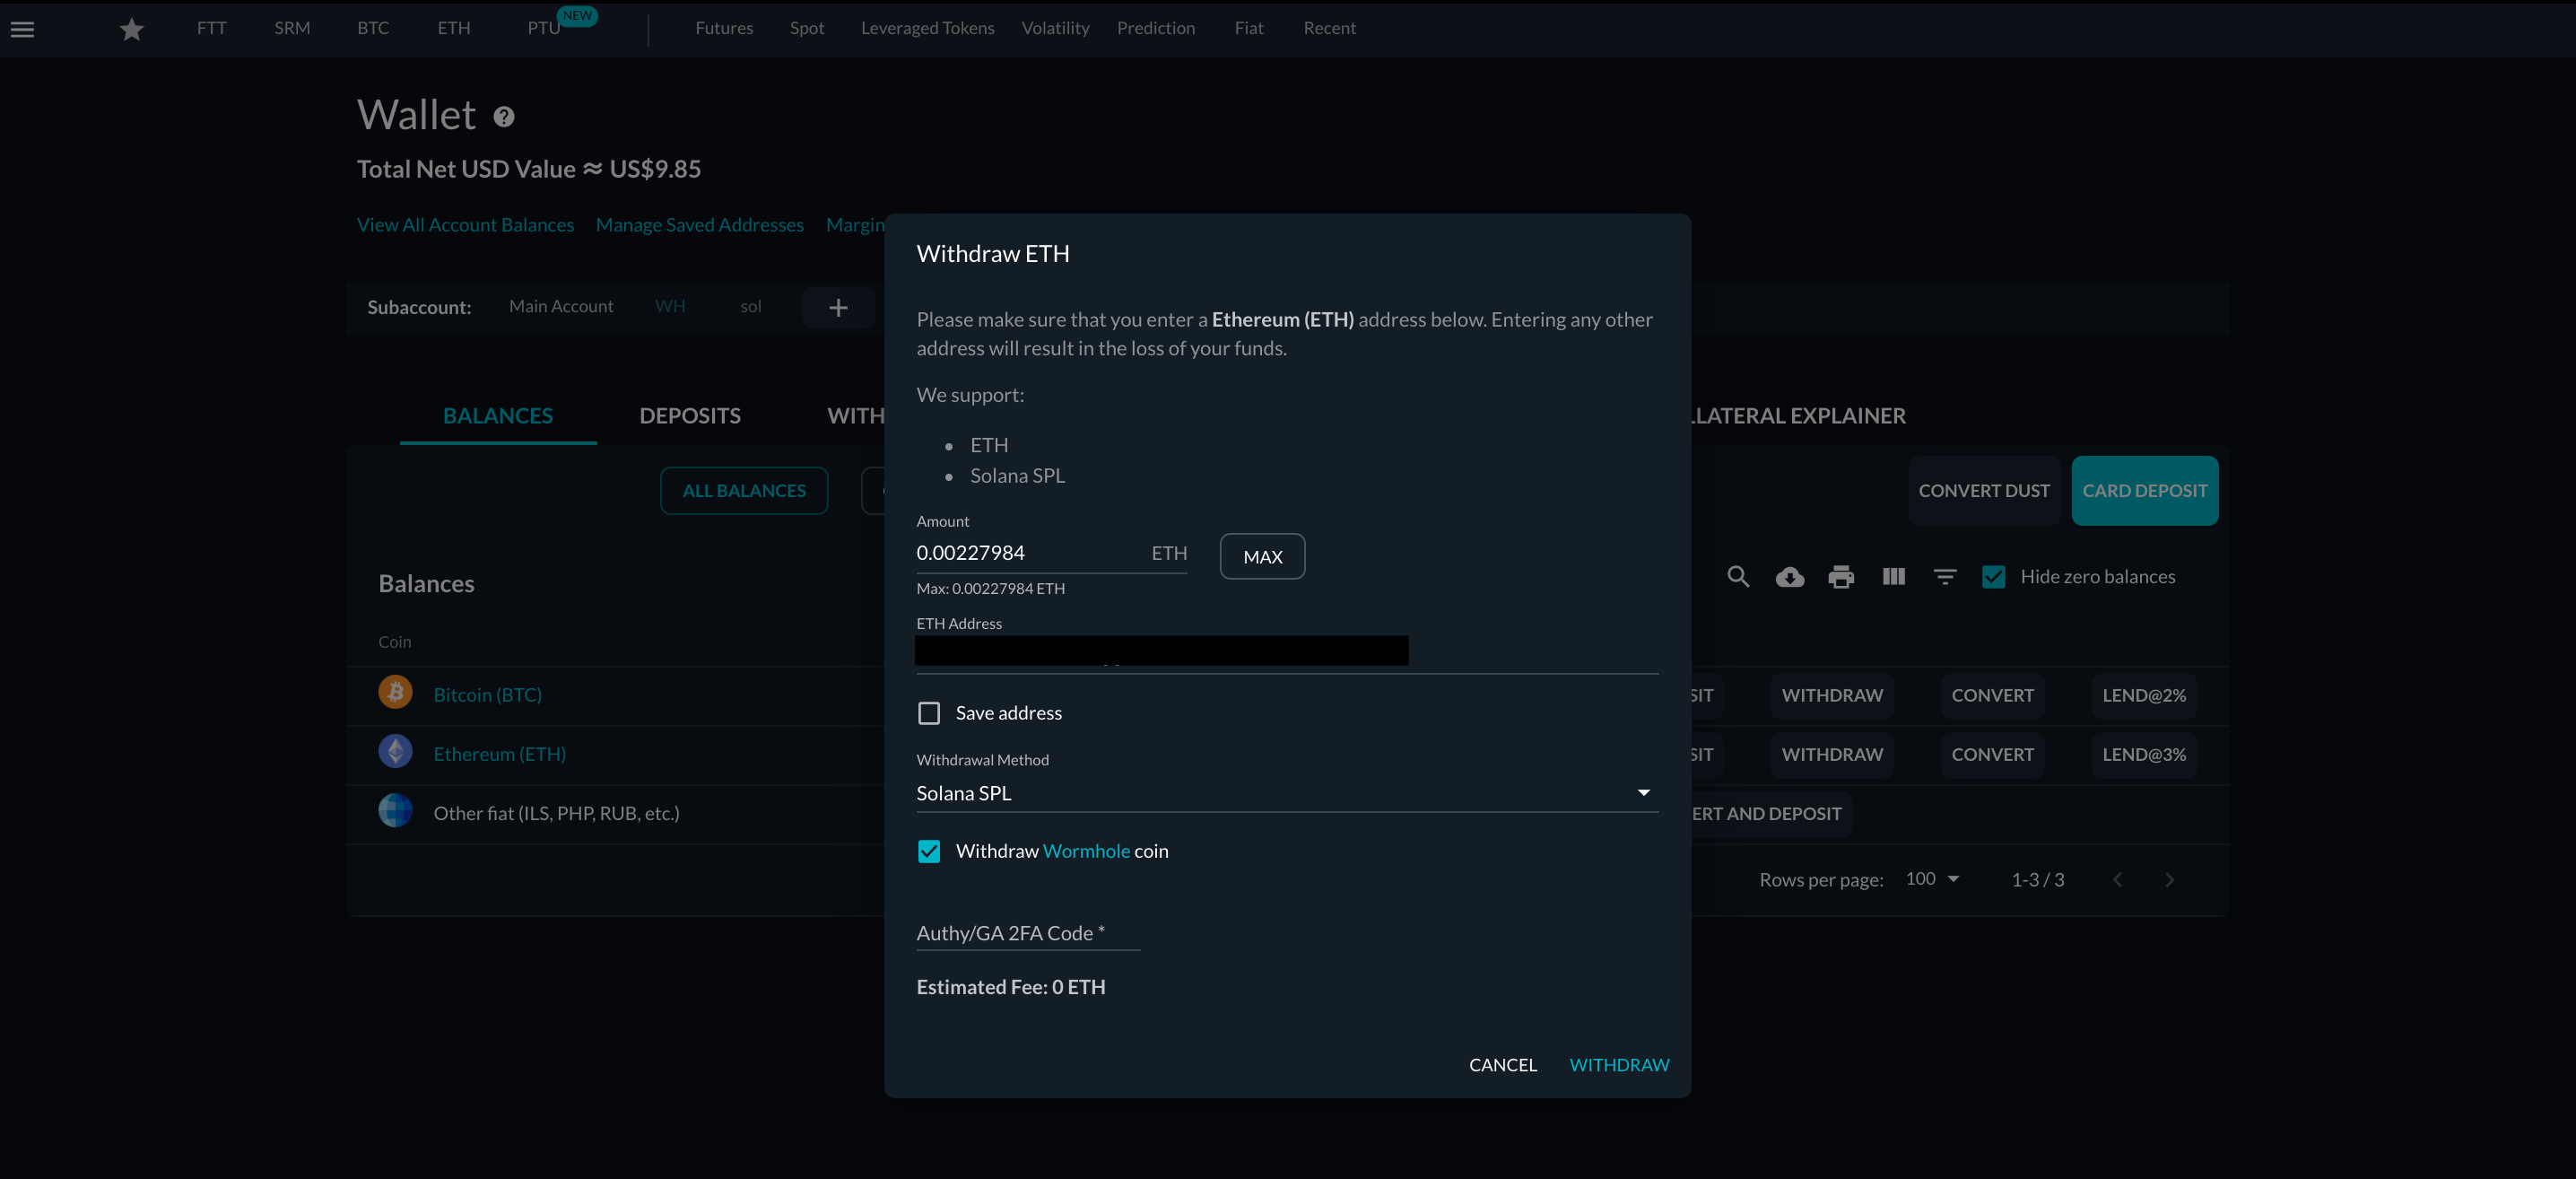 FTT SRM BTC ETH PTU NEW Futures Spot Leveraged Tokens Volatility Prediction Fiat Recent
Wallet ?
Total Net USD Value ≈ US$9.85
View All Account Balances Manage Saved Addresses Margin
Subaccount: Main Account WH sol +
BALANCES DEPOSITS WITH LLATERAL EXPLAINER
ALL BALANCES CONVERT DUST CARD DEPOSIT
Balances Hide zero balances
Coin
Bitcoin (BTC) SIT WITHDRAW CONVERT LEND@2%
Ethereum (ETH) SIT WITHDRAW CONVERT LEND@3%
Other fiat (ILS, PHP, RUB, etc.) ERT AND DEPOSIT
Rows per page: 100 1-3 / 3
Withdraw ETH
Please make sure that you enter a Ethereum (ETH) address below. Entering any other
address will result in the loss of your funds.
We support:
• ETH
• Solana SPL
Amount
0.00227984 ETH MAX
Max: 0.00227984 ETH
ETH Address
Save address
Withdrawal Method
Solana SPL
Withdraw Wormhole coin
Authy/GA 2FA Code *
Estimated Fee: 0 ETH
CANCEL WITHDRAW